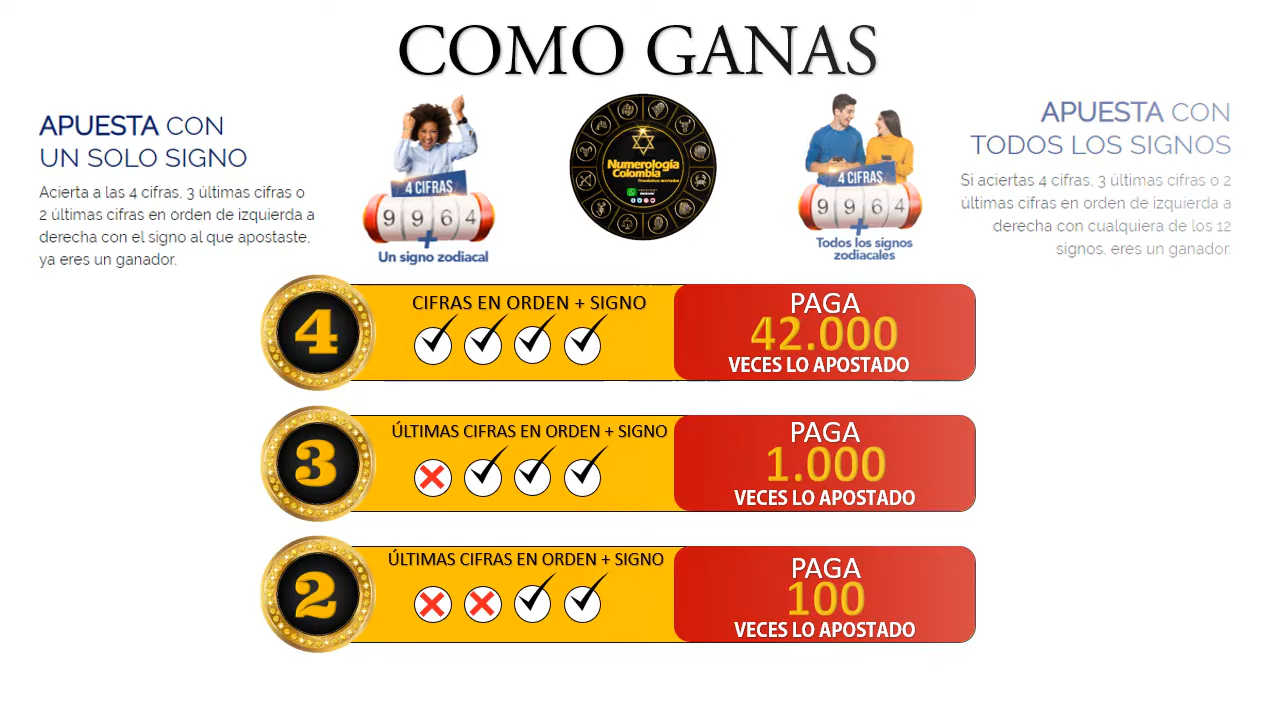 COMO GANAS
APUESTA CON
UN SOLO SIGNO
Acierta a las 4 cifras, 3 últimas cifras o
2 últimas cifras en orden de izquierda a
derecha con el signo al que apostaste,
ya eres un ganador.
4 CIFRAS
9 9 6 4
+
Un signo zodiacal
Numerología
Colombia
4 CIFRAS
9 9 6 4
+
Todos los signos
zodiacales
APUESTA CON
TODOS LOS SIGNOS
Si aciertas 4 cifras, 3 últimas cifras o 2
últimas cifras en orden de izquierda a
derecha con cualquiera de los 12
signos, eres un ganador.
4
CIFRAS EN ORDEN + SIGNO
PAGA
42.000
VECES LO APOSTADO
3
ÚLTIMAS CIFRAS EN ORDEN + SIGNO
PAGA
1.000
VECES LO APOSTADO
2
ÚLTIMAS CIFRAS EN ORDEN + SIGNO
PAGA
100
VECES LO APOSTADO